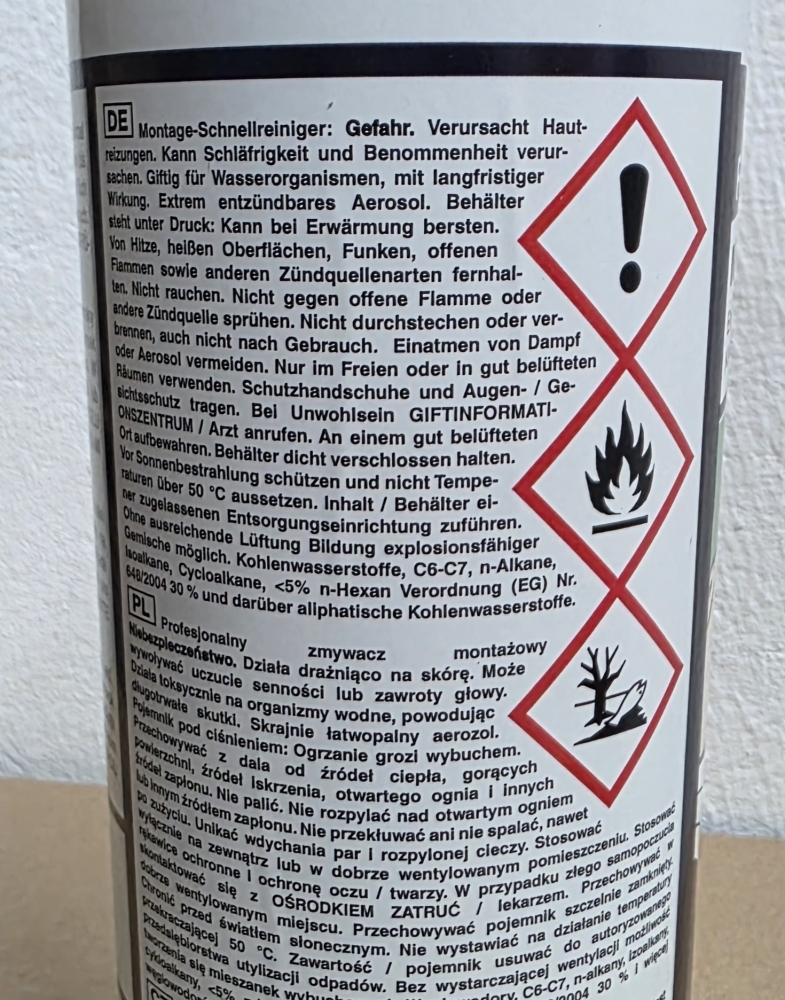 DE Montage-Schnellreiniger: Gefahr. Verursacht Haut-
reizungen. Kann Schläfrigkeit und Benommenheit verur-
sachen. Giftig für Wasserorganismen, mit langfristiger
Wirkung. Extrem entzündbares Aerosol. Behälter
steht unter Druck: Kann bei Erwärmung bersten.
Von Hitze, heißen Oberflächen, Funken, offenen
Flammen sowie anderen Zündquellenarten fernhal-
ten. Nicht rauchen. Nicht gegen offene Flamme oder
andere Zündquelle sprühen. Nicht durchstechen oder ver-
brennen, auch nicht nach Gebrauch. Einatmen von Dampf
oder Aerosol vermeiden. Nur im Freien oder in gut belüfteten
Räumen verwenden. Schutzhandschuhe und Augen- / Ge-
sichtsschutz tragen. Bei Unwohlsein GIFTINFORMATI-
ONSZENTRUM / Arzt anrufen. An einem gut belüfteten
Ort aufbewahren. Behälter dicht verschlossen halten.
Vor Sonnenbestrahlung schützen und nicht Tempe-
raturen über 50 °C aussetzen. Inhalt / Behälter ei-
ner zugelassenen Entsorgungseinrichtung zuführen.
Ohne ausreichende Lüftung Bildung explosionsfähiger
Gemische möglich. Kohlenwasserstoffe, C6-C7, n-Alkane,
Isoalkane, Cycloalkane, <5% n-Hexan Verordnung (EG) Nr.
648/2004 30 % und darüber aliphatische Kohlenwasserstoffe.
PL Profesjonalny zmywacz montażowy
Niebezpieczeństwo. Działa drażniąco na skórę. Może
wywoływać uczucie senności lub zawroty głowy.
Działa toksycznie na organizmy wodne, powodując
długotrwałe skutki. Skrajnie łatwopalny aerozol.
Pojemnik pod ciśnieniem: Ogrzanie grozi wybuchem.
Przechowywać z dala od źródeł ciepła, gorących
powierzchni, źródeł iskrzenia, otwartego ognia i innych
źródeł zapłonu. Nie palić. Nie rozpylać nad otwartym ogniem
lub innym źródłem zapłonu. Nie przekłuwać ani nie spalać, nawet
po zużyciu. Unikać wdychania par i rozpylonej cieczy. Stosować
wyłącznie na zewnątrz lub w dobrze wentylowanym pomieszczeniu. Stosować
rękawice ochronne i ochronę oczu / twarzy. W przypadku złego samopoczucia
skontaktować się z OŚRODKIEM ZATRUĆ / lekarzem. Przechowywać w
dobrze wentylowanym miejscu. Przechowywać pojemnik szczelnie zamknięty.
Chronić przed światłem słonecznym. Nie wystawiać na działanie temperatury
przekraczającej 50 °C. Zawartość / pojemnik usuwać do autoryzowanego
przedsiębiorstwa utylizacji odpadów. Bez wystarczającej wentylacji możliwość
tworzenia się mieszanek C6-C7, n-alkany, izoalkany,
cykloalkany, <5% 30 % i więcej